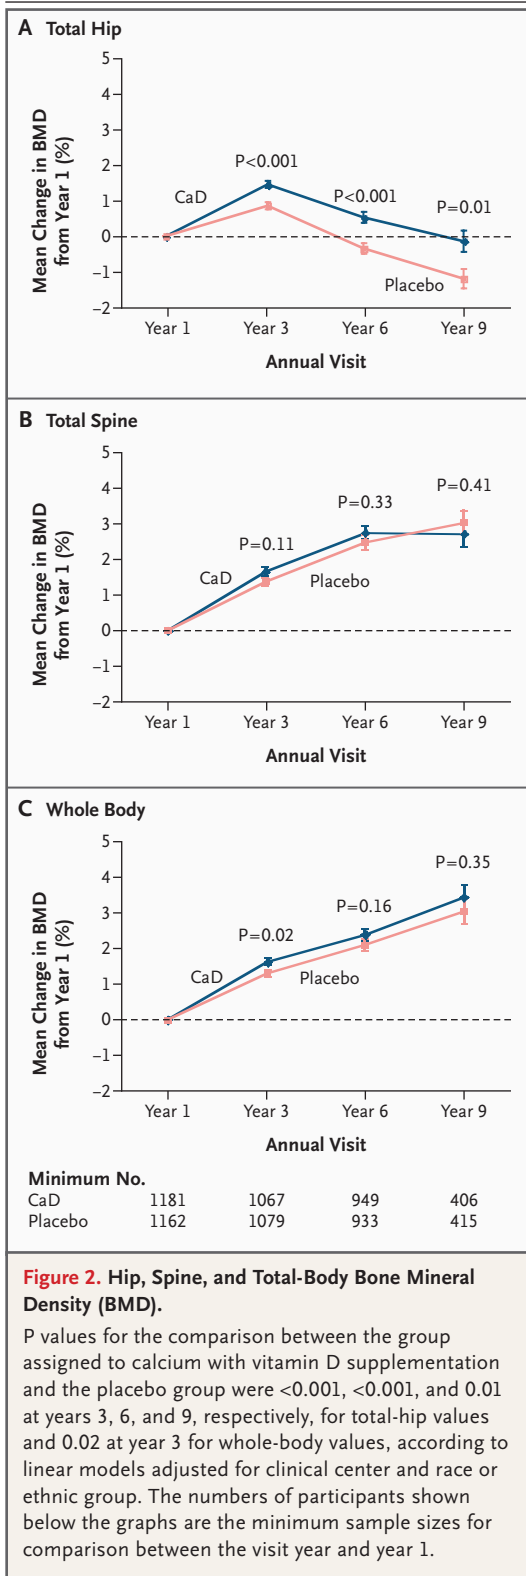 A Total Hip
Mean Change in BMD
from Year 1 (%)
5
4
3
2
1
0
–1
–2
CaD
Placebo
P<0.001
P<0.001
P=0.01
Year 1 Year 3 Year 6 Year 9
Annual Visit
B Total Spine
Mean Change in BMD
from Year 1 (%)
5
4
3
2
1
0
–1
–2
CaD
Placebo
P=0.11
P=0.33
P=0.41
Year 1 Year 3 Year 6 Year 9
Annual Visit
C Whole Body
Mean Change in BMD
from Year 1 (%)
5
4
3
2
1
0
–1
–2
CaD
Placebo
P=0.02
P=0.16
P=0.35
Year 1 Year 3 Year 6 Year 9
Annual Visit
Minimum No.
CaD 1181 1067 949 406
Placebo 1162 1079 933 415
Figure 2. Hip, Spine, and Total-Body Bone Mineral
Density (BMD).
P values for the comparison between the group
assigned to calcium with vitamin D supplementation
and the placebo group were <0.001, <0.001, and 0.01
at years 3, 6, and 9, respectively, for total-hip values
and 0.02 at year 3 for whole-body values, according to
linear models adjusted for clinical center and race or
ethnic group. The numbers of participants shown
below the graphs are the minimum sample sizes for
comparison between the visit year and year 1.